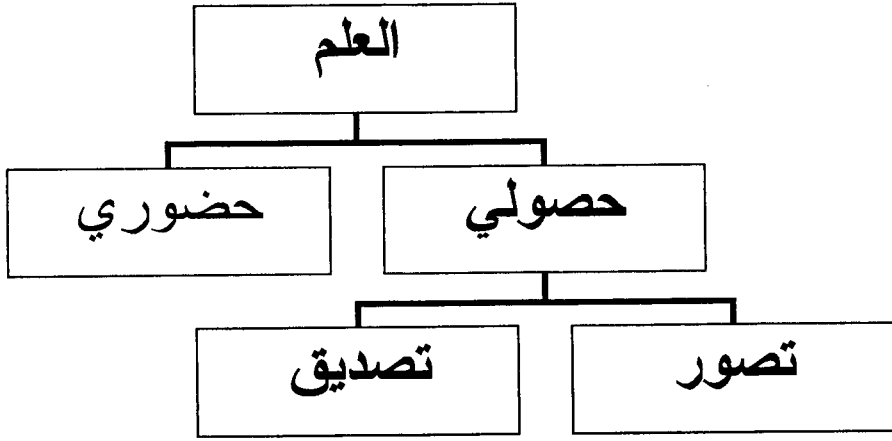 العلم
حصولي
حضوري
تصور
تصديق